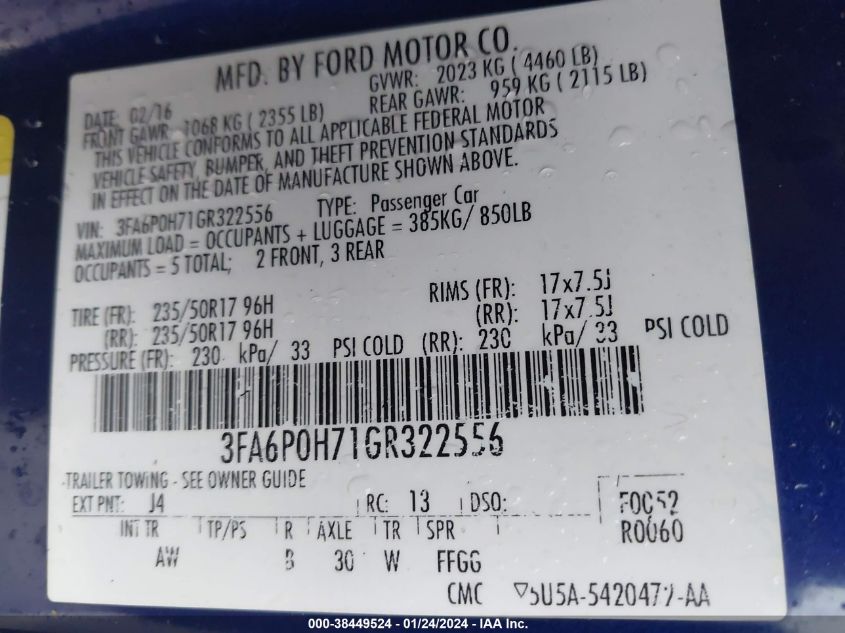 MFD. BY FORD MOTOR CO.
DATE: 02/16 GVWR: 2023 KG ( 4460 LB)
FRONT GAWR: 1068 KG ( 2355 LB) REAR GAWR: 959 KG ( 2115 LB)
THIS VEHICLE CONFORMS TO ALL APPLICABLE FEDERAL MOTOR
VEHICLE SAFETY, BUMPER, AND THEFT PREVENTION STANDARDS
IN EFFECT ON THE DATE OF MANUFACTURE SHOWN ABOVE.
VIN: 3FA6P0H71GR322556 TYPE: Passenger Car
MAXIMUM LOAD = OCCUPANTS + LUGGAGE = 385KG/ 850LB
OCCUPANTS = 5 TOTAL; 2 FRONT, 3 REAR
TIRE (FR): 235/50R17 96H RIMS (FR): 17x7.5J
(RR): 235/50R17 96H (RR): 17x7.5J
PRESSURE (FR): 230 kPa/ 33 PSI COLD (RR): 230 kPa/ 33 PSI COLD
3FA6P0H71GR322556
TRAILER TOWING - SEE OWNER GUIDE
EXT PNT: J4 RC: 13 DSO: F0052
R0060
INT TR TP/PS R AXLE TR SPR
AW B 30 W FFGG
CMC 5U5A-5420472-AA
000-38449524 - 01/24/2024 - IAA Inc.